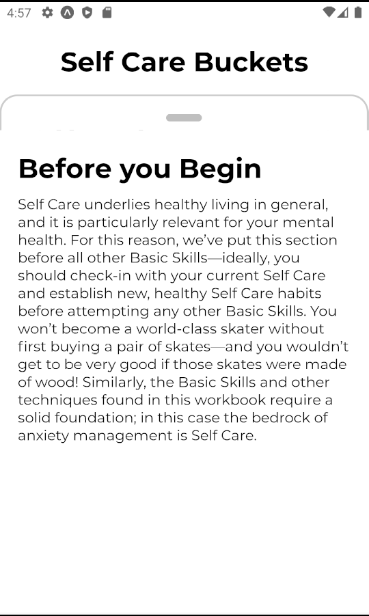 4:57
Self Care Buckets
Before you Begin
Self Care underlies healthy living in general,
and it is particularly relevant for your mental
health. For this reason, we've put this section
before all other Basic Skills—ideally, you
should check-in with your current Self Care
and establish new, healthy Self Care habits
before attempting any other Basic Skills. You
won't become a world-class skater without
first buying a pair of skates—and you wouldn't
get to be very good if those skates were made
of wood! Similarly, the Basic Skills and other
techniques found in this workbook require a
solid foundation; in this case the bedrock of
anxiety management is Self Care.